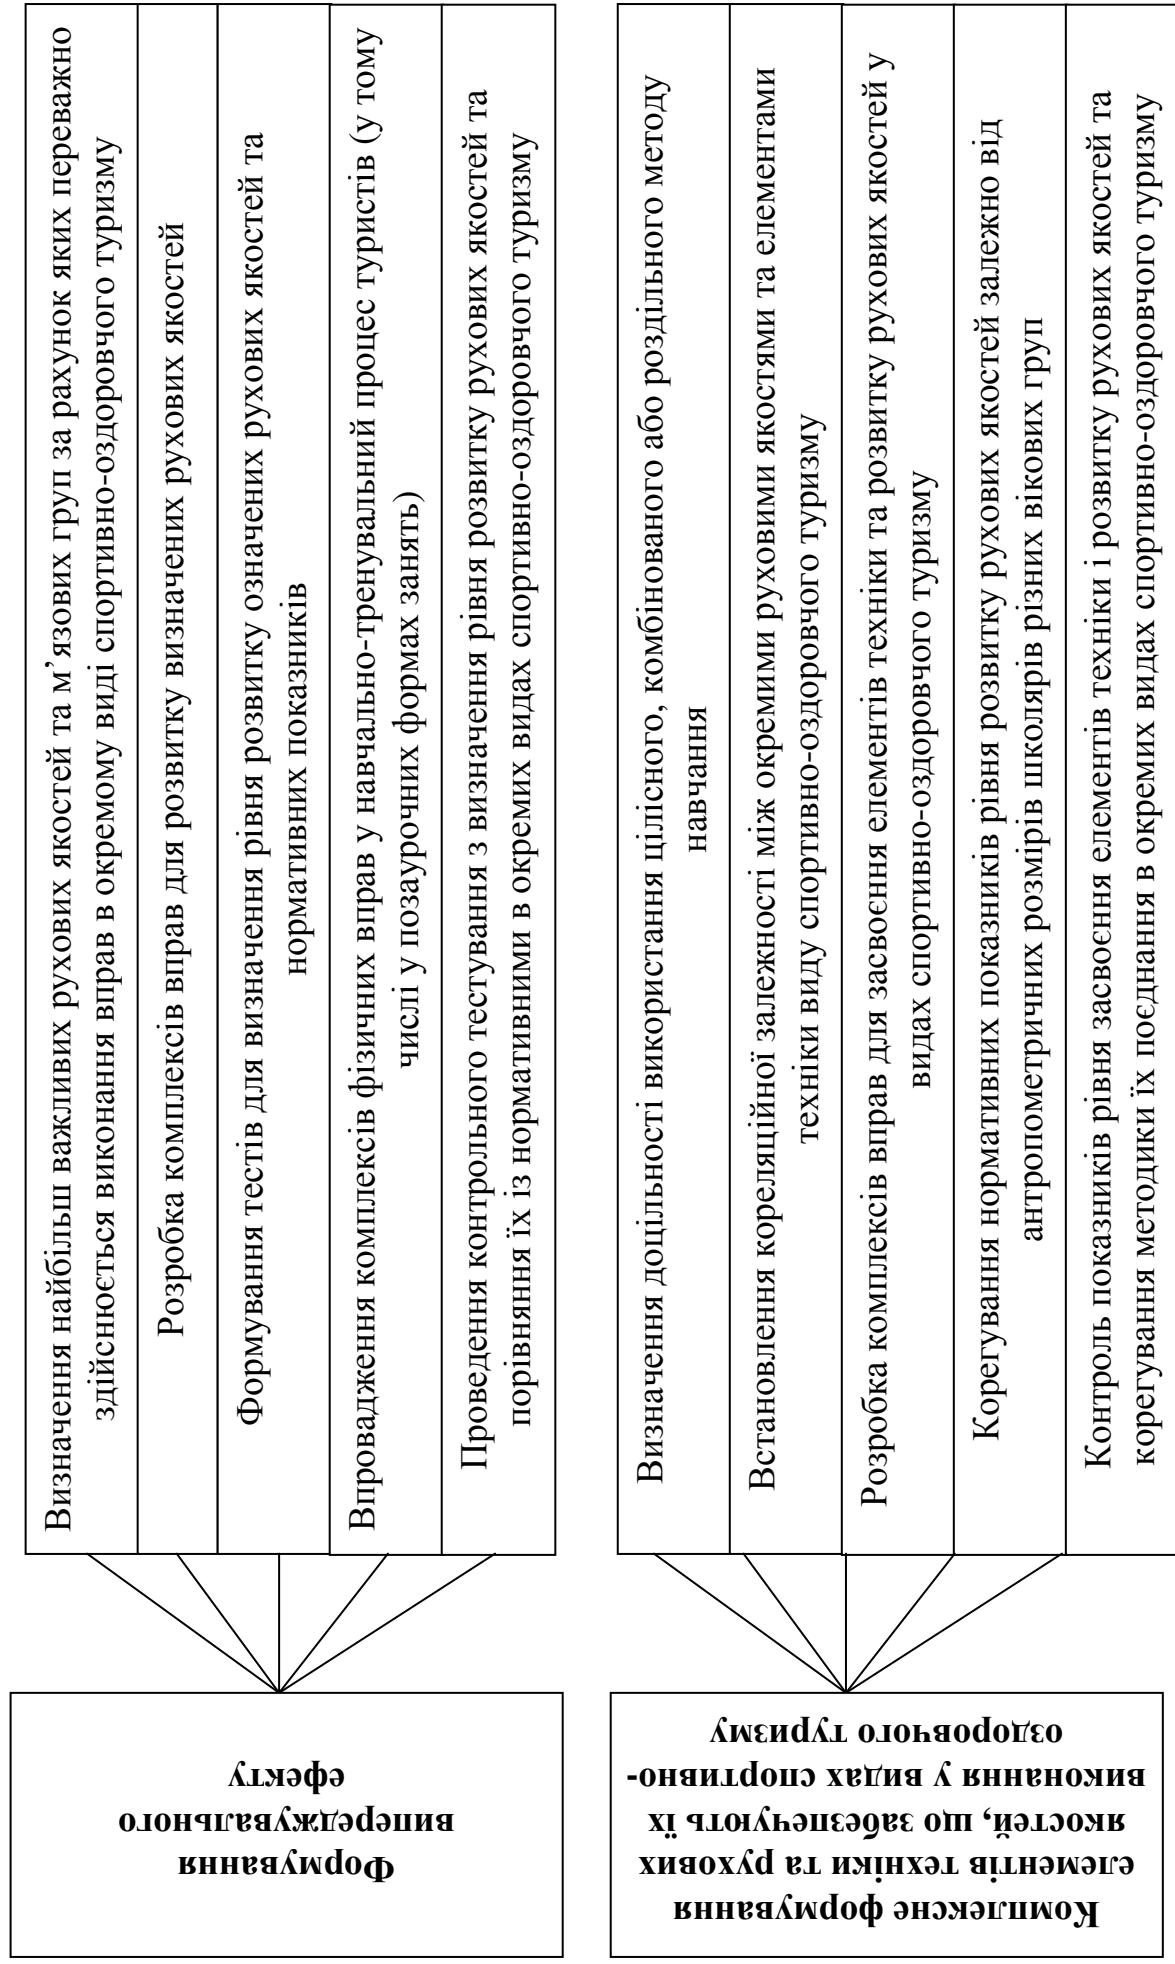 Формування
випереджувального
ефекту
Визначення найбільш важливих рухових якостей та м’язових груп за рахунок яких переважно
здійснюється виконання вправ в окремому виді спортивно-оздоровчого туризму
Розробка комплексів вправ для розвитку визначених рухових якостей
Формування тестів для визначення рівня розвитку означених рухових якостей та
нормативних показників
Впровадження комплексів фізичних вправ у навчально-тренувальний процес туристів (у тому
числі у позаурочних формах занять)
Проведення контрольного тестування з визначення рівня розвитку рухових якостей та
порівняння їх із нормативними в окремих видах спортивно-оздоровчого туризму
Комплексне формування
елементів техніки та рухових
якостей, що забезпечують їх
виконання у видах спортивно-
оздоровчого туризму
Визначення доцільності використання цілісного, комбінованого або роздільного методу
навчання
Встановлення кореляційної залежності між окремими руховими якостями та елементами
техніки виду спортивно-оздоровчого туризму
Розробка комплексів вправ для засвоєння елементів техніки та розвитку рухових якостей у
видах спортивно-оздоровчого туризму
Корегування нормативних показників рівня розвитку рухових якостей залежно від
антропометричних розмірів школярів різних вікових груп
Контроль показників рівня засвоєння елементів техніки і розвитку рухових якостей та
корегування методики їх поєднання в окремих видах спортивно-оздоровчого туризму